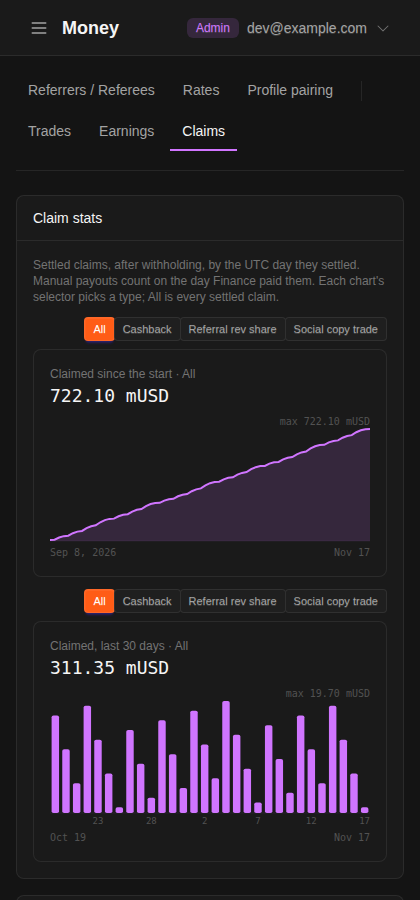 Money
Admin
dev@example.com
Referrers / Referees
Rates
Profile pairing
Trades
Earnings
Claims
Claim stats
Settled claims, after withholding, by the UTC day they settled.
Manual payouts count on the day Finance paid them. Each chart's
selector picks a type; All is every settled claim.
All
Cashback
Referral rev share
Social copy trade
Claimed since the start · All
722.10 mUSD
max 722.10 mUSD
Sep 8, 2026
Nov 17
All
Cashback
Referral rev share
Social copy trade
Claimed, last 30 days · All
311.35 mUSD
max 19.70 mUSD
23
28
2
7
12
17
Oct 19
Nov 17